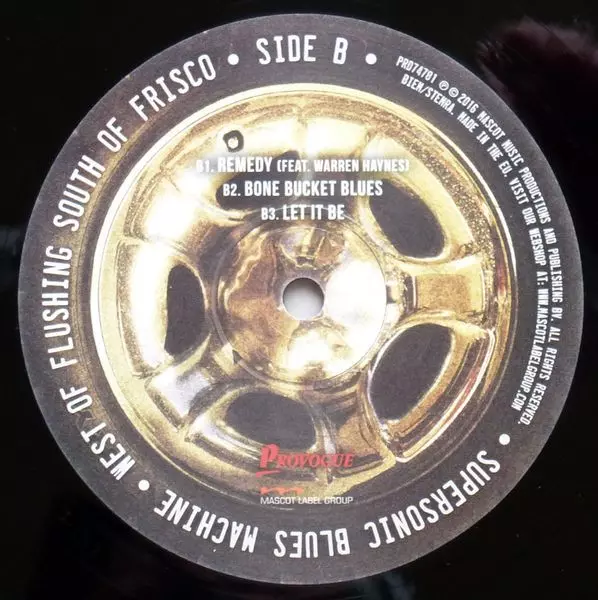 WEST OF FLUSHING SOUTH OF FRISCO • SIDE B •
PRD74781 ℗ © 2016 MASCOT MUSIC PRODUCTIONS AND PUBLISHING BV. ALL RIGHTS RESERVED.
BIEM/STEMRA. MADE IN THE EU. VISIT OUR WEBSHOP AT: WWW.MASCOTLABELGROUP.COM
B1. REMEDY (FEAT. WARREN HAYNES)
B2. BONE BUCKET BLUES
B3. LET IT BE
PROVOGUE
MASCOT LABEL GROUP
• SUPERSONIC BLUES MACHINE •